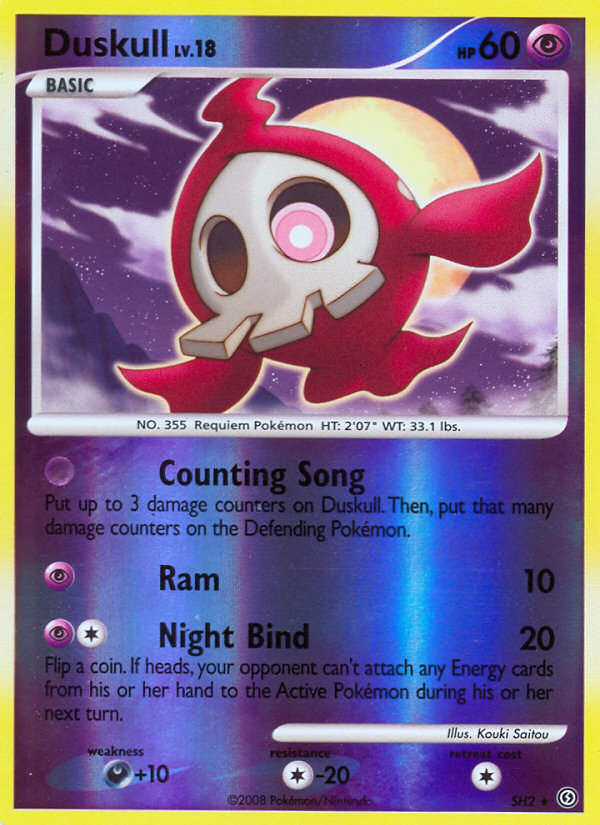 Duskull LV.18 HP 60
BASIC
NO. 355 Requiem Pokémon HT: 2'07" WT: 33.1 lbs.
Counting Song
Put up to 3 damage counters on Duskull. Then, put that many
damage counters on the Defending Pokémon.
Ram 10
Night Bind 20
Flip a coin. If heads, your opponent can't attach any Energy cards
from his or her hand to the Active Pokémon during his or her
next turn.
Illus. Kouki Saitou
weakness resistance retreat cost
+10 -20
©2008 Pokémon/Nintendo SH2